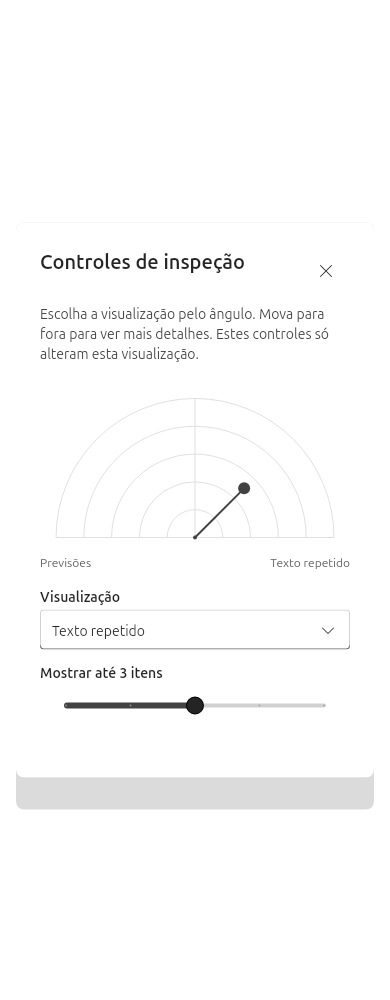 Controles de inspeção
Escolha a visualização pelo ângulo. Mova para
fora para ver mais detalhes. Estes controles só
alteram esta visualização.
Previsões
Texto repetido
Visualização
Texto repetido
Mostrar até 3 itens